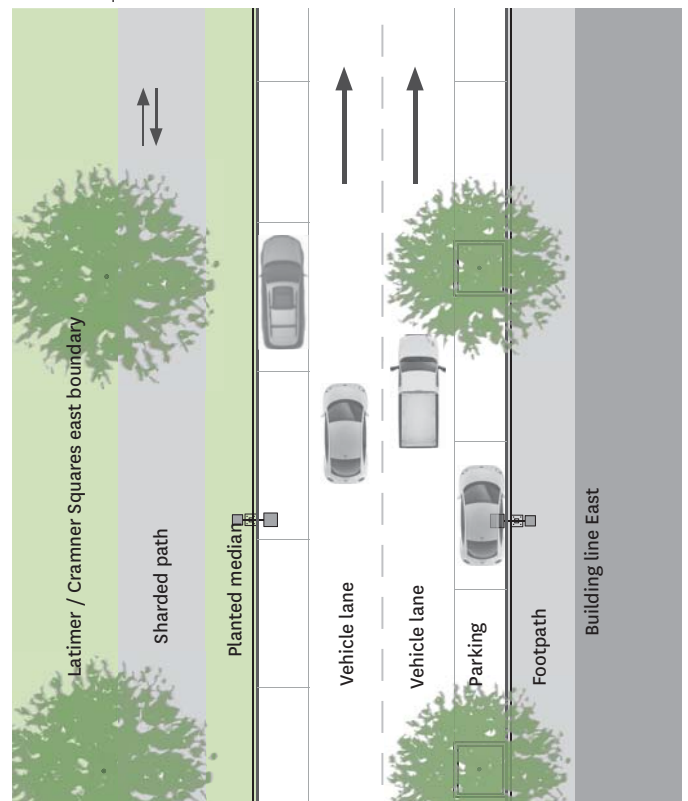 Latimer / Cramner Squares east boundary
Sharded path
Planted median
Vehicle lane
Vehicle lane
Parking
Footpath
Building line East